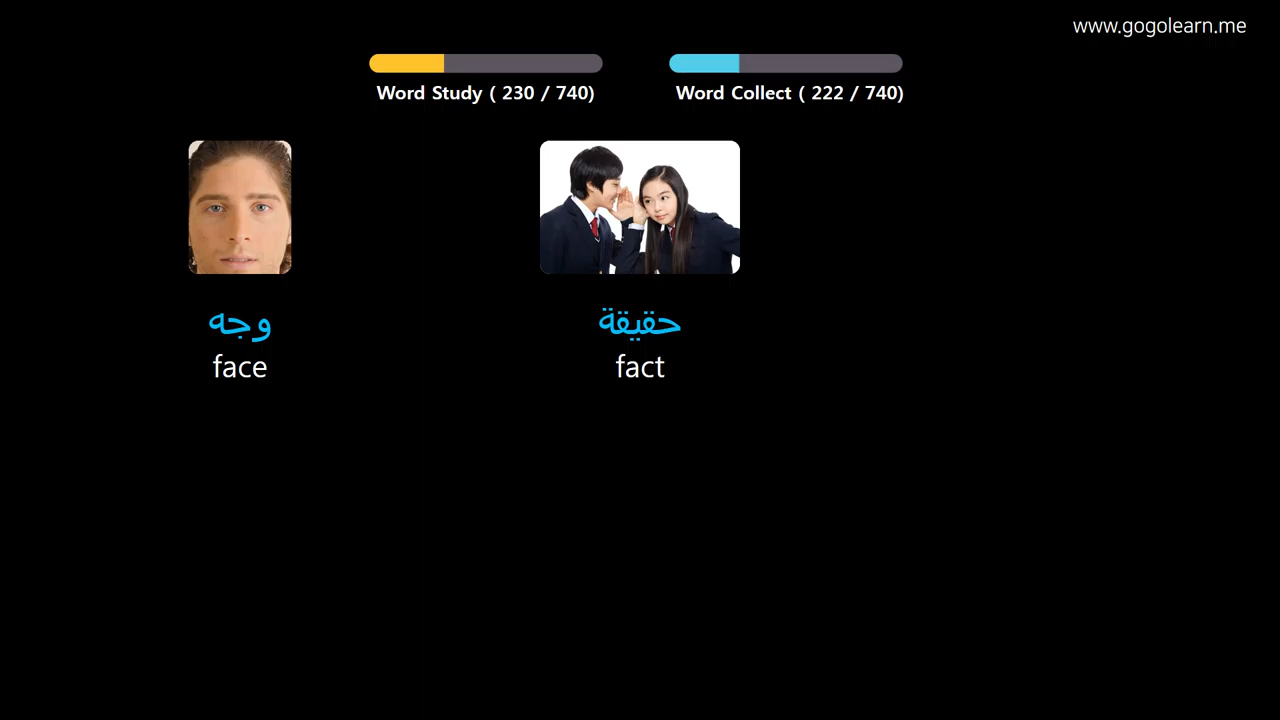 www.gogolearn.me
Word Study ( 230 / 740)
Word Collect ( 222 / 740)
وجه
face
حقيقة
fact